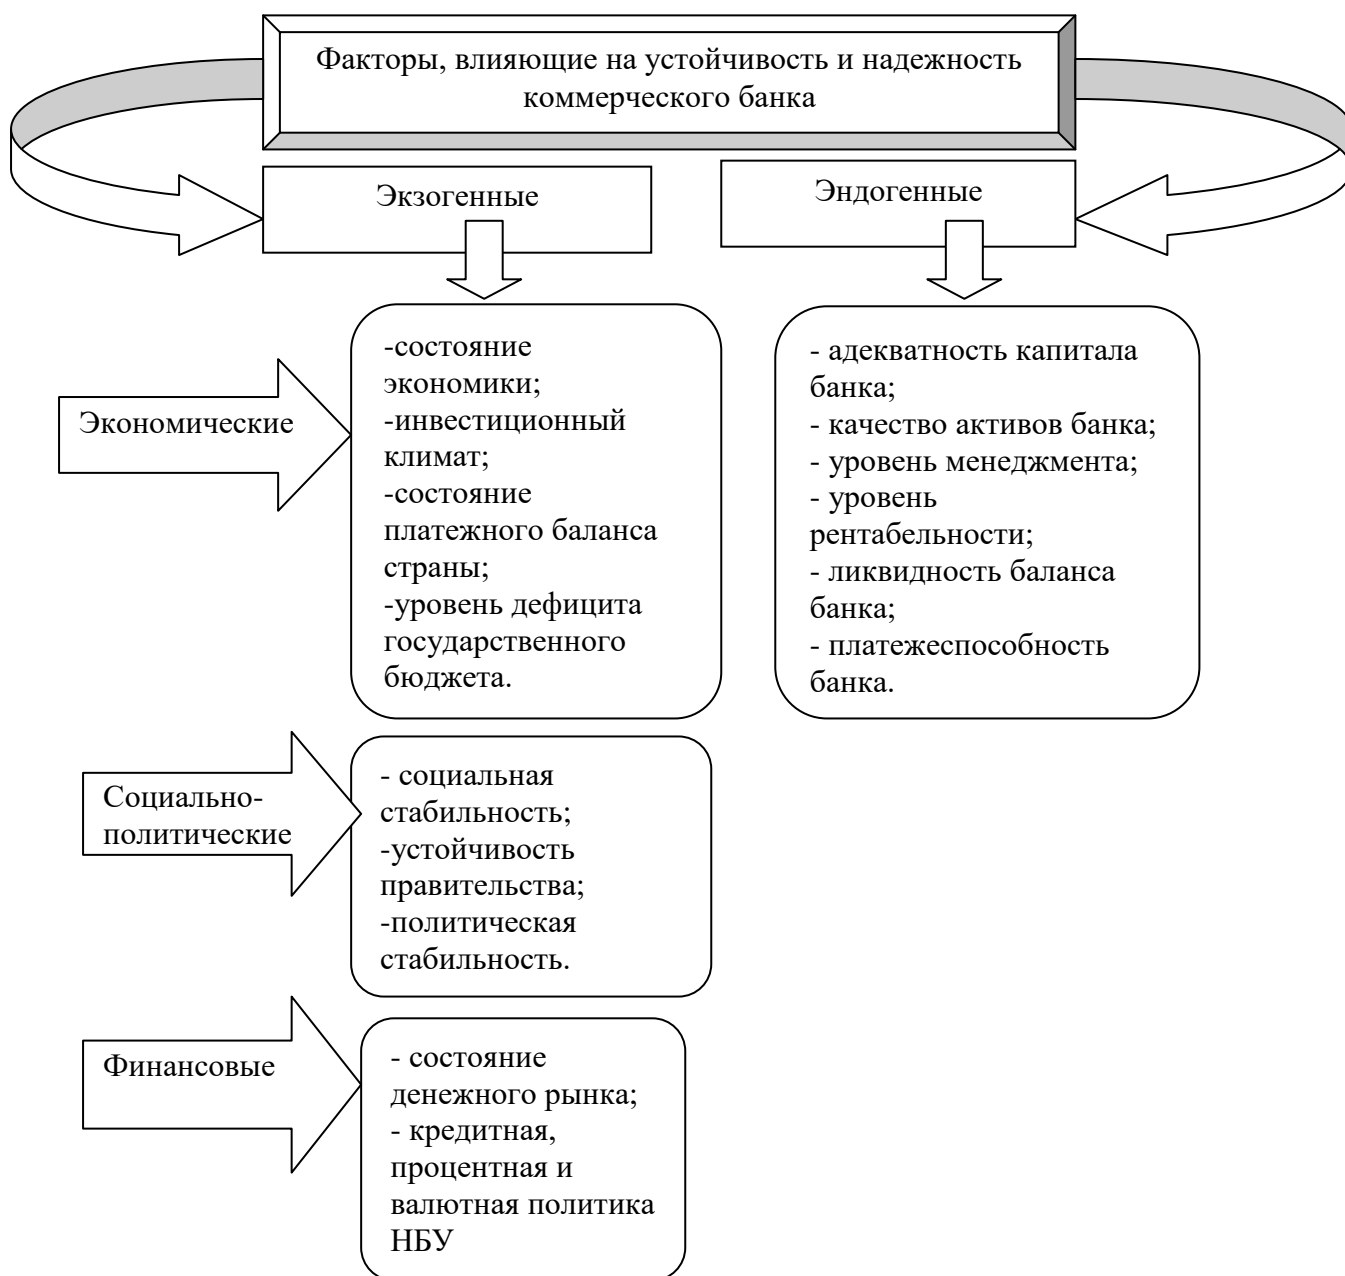 Факторы, влияющие на устойчивость и надежность
коммерческого банка
Экзогенные
Эндогенные
Экономические
-состояние
экономики;
-инвестиционный
климат;
-состояние
платежного баланса
страны;
-уровень дефицита
государственного
бюджета.
- адекватность капитала
банка;
- качество активов банка;
- уровень менеджмента;
- уровень
рентабельности;
- ликвидность баланса
банка;
- платежеспособность
банка.
Социально-
политические
- социальная
стабильность;
-устойчивость
правительства;
-политическая
стабильность.
Финансовые
- состояние
денежного рынка;
- кредитная,
процентная и
валютная политика
НБУ